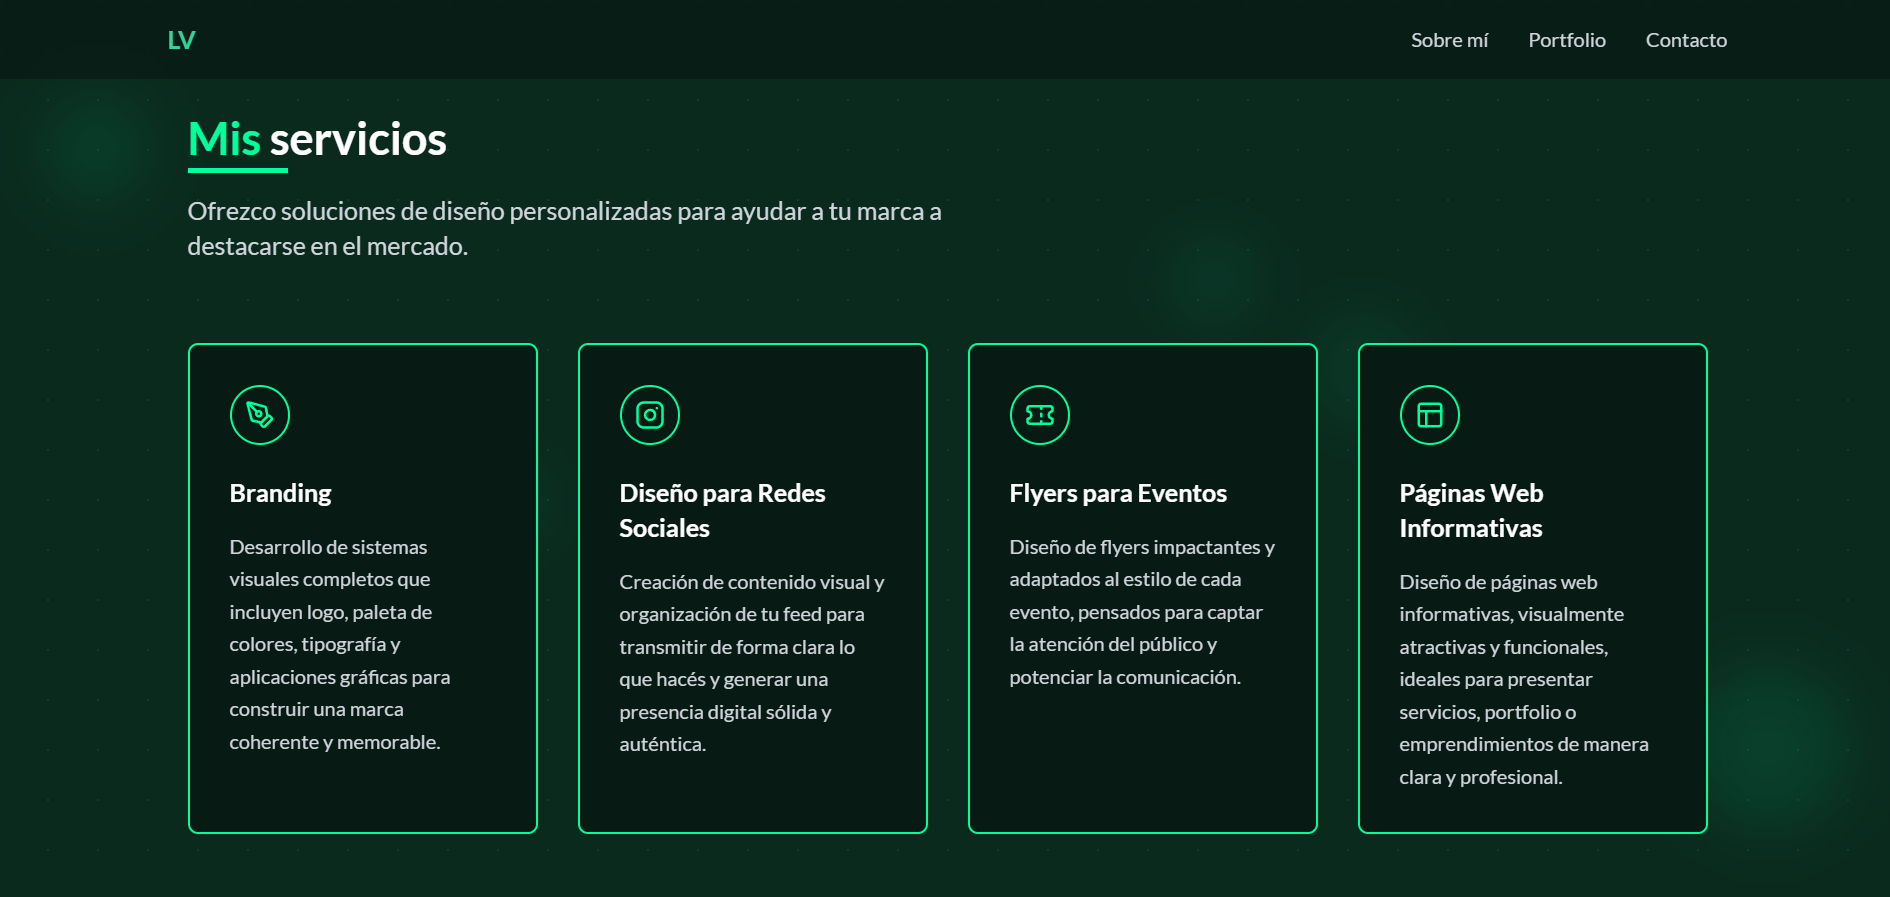 LV
Sobre mí
Portfolio
Contacto
Mis servicios
Ofrezco soluciones de diseño personalizadas para ayudar a tu marca a
destacarse en el mercado.
Branding
Desarrollo de sistemas
visuales completos que
incluyen logo, paleta de
colores, tipografía y
aplicaciones gráficas para
construir una marca
coherente y memorable.
Diseño para Redes
Sociales
Creación de contenido visual y
organización de tu feed para
transmitir de forma clara lo
que hacés y generar una
presencia digital sólida y
auténtica.
Flyers para Eventos
Diseño de flyers impactantes y
adaptados al estilo de cada
evento, pensados para captar
la atención del público y
potenciar la comunicación.
Páginas Web
Informativas
Diseño de páginas web
informativas, visualmente
atractivas y funcionales,
ideales para presentar
servicios, portfolio o
emprendimientos de manera
clara y profesional.